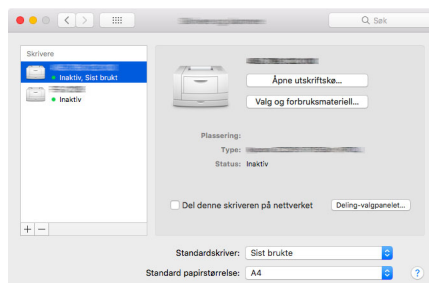 Søk
Skrivere
Inaktiv, Sist brukt
Inaktiv
Åpne utskriftskø...
Valg og forbruksmateriell...
Plassering:
Type:
Status: Inaktiv
Del denne skriveren på nettverket
Deling-valgpanelet...
+ −
Standardskriver: Sist brukte
Standard papirstørrelse: A4
?